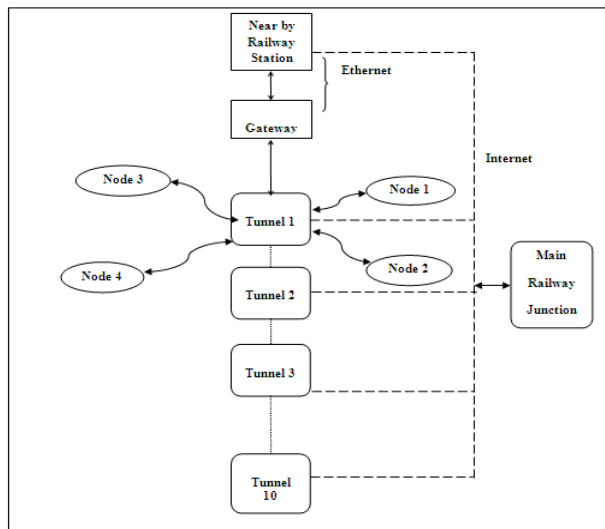 Near by
Railway
Station
Ethernet
Gateway
Internet
Node 3
Node 1
Tunnel 1
Node 4
Node 2
Main
Railway
Junction
Tunnel 2
Tunnel 3
Tunnel
10